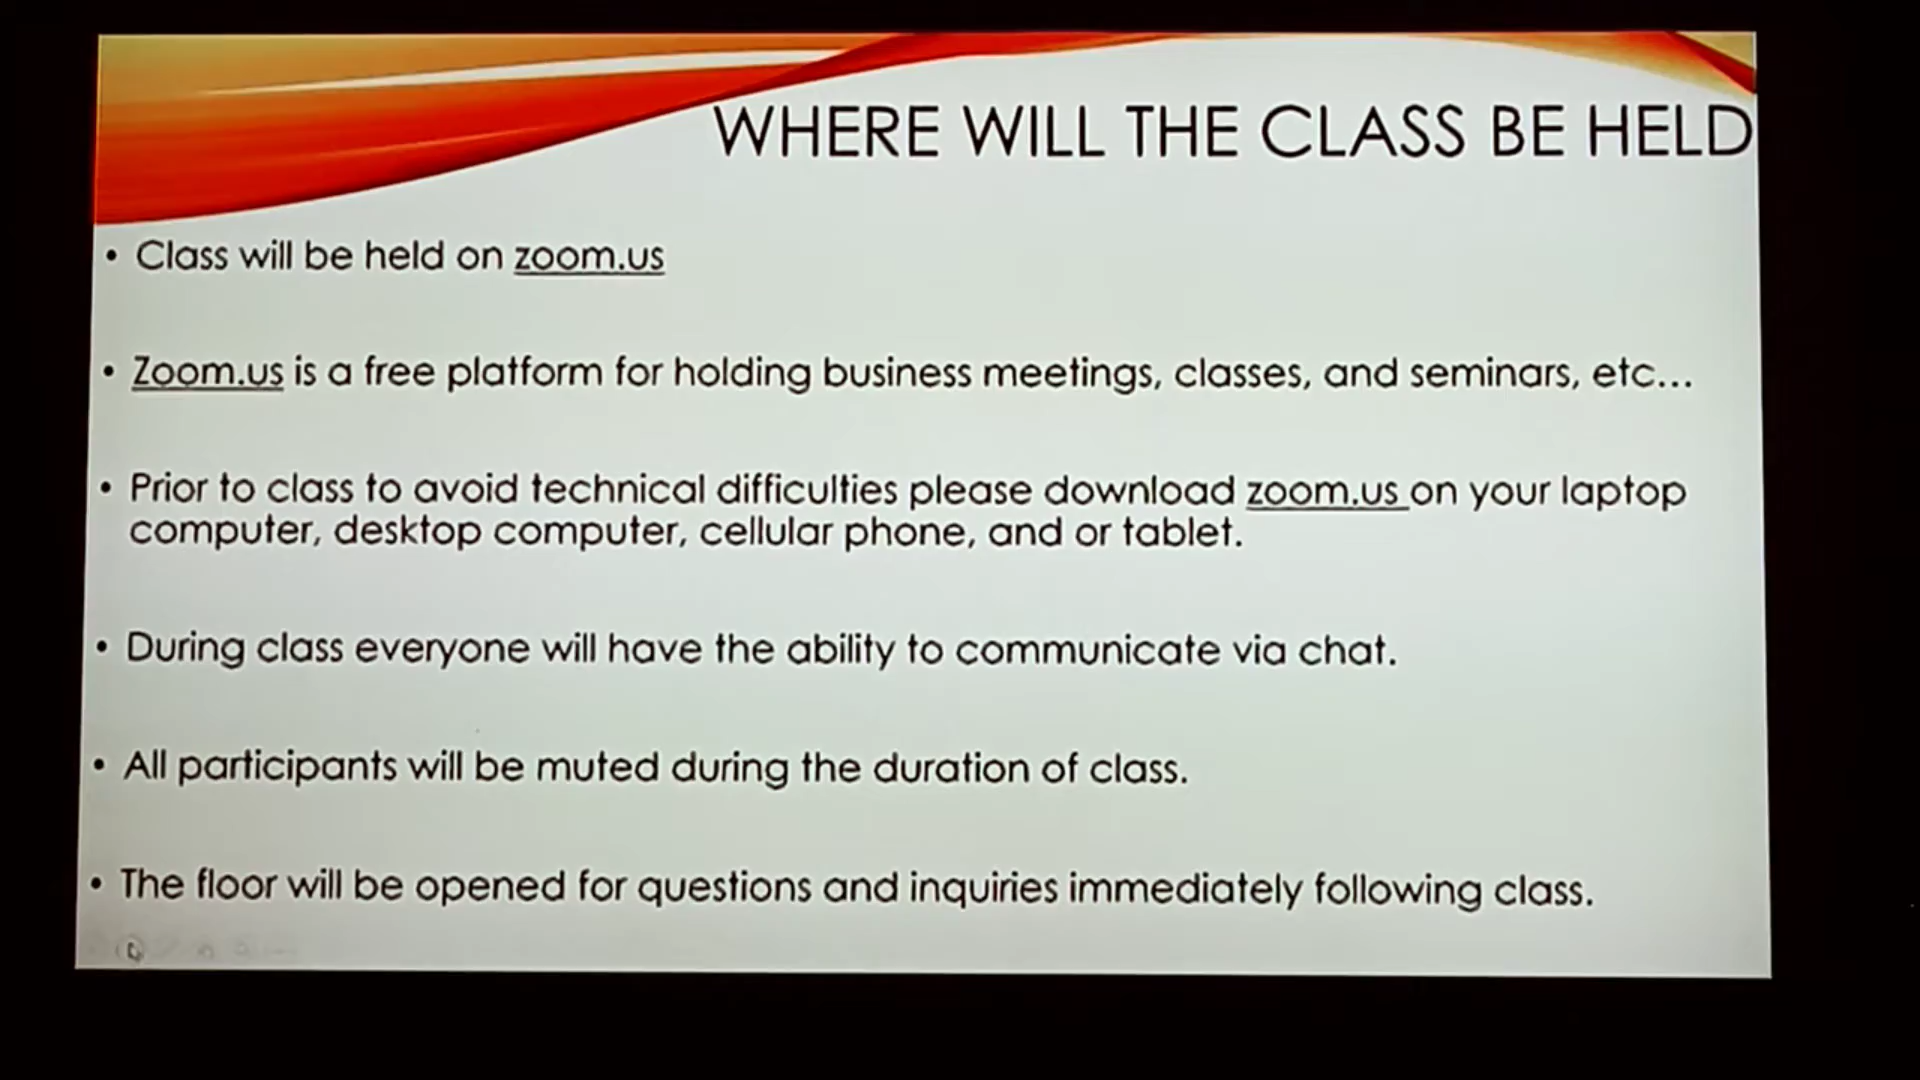 WHERE WILL THE CLASS BE HELD
• Class will be held on zoom.us
• Zoom.us is a free platform for holding business meetings, classes, and seminars, etc...
• Prior to class to avoid technical difficulties please download zoom.us on your laptop
computer, desktop computer, cellular phone, and or tablet.
• During class everyone will have the ability to communicate via chat.
• All participants will be muted during the duration of class.
• The floor will be opened for questions and inquiries immediately following class.